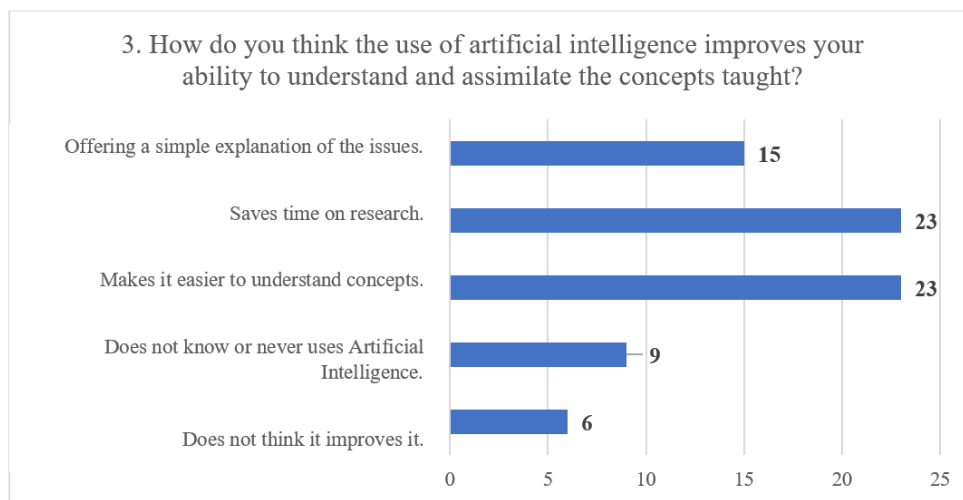 3. How do you think the use of artificial intelligence improves your
ability to understand and assimilate the concepts taught?
Offering a simple explanation of the issues.
15
Saves time on research.
23
Makes it easier to understand concepts.
23
Does not know or never uses Artificial
Intelligence.
9
Does not think it improves it.
6
0 5 10 15 20 25